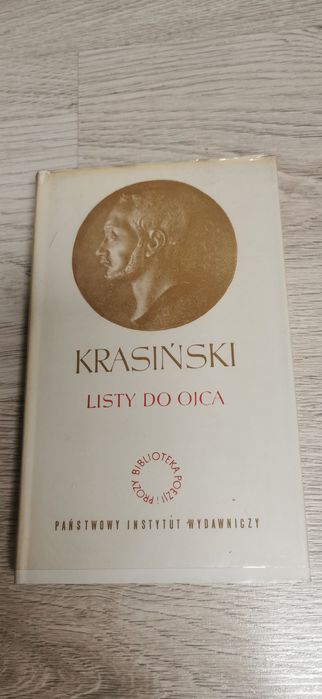 KRASIŃSKI
LISTY DO OJCA
BIBLIOTEKA POEZJI i PROZY
PAŃSTWOWY INSTYTUT WYDAWNICZY